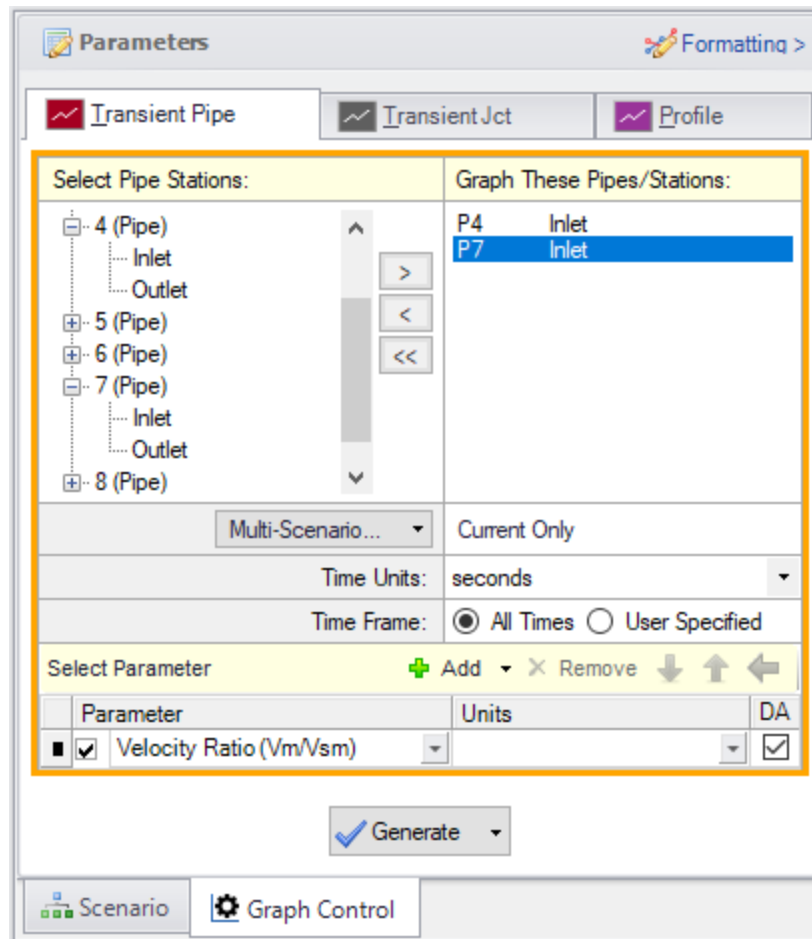 Parameters
Formatting >
Transient Pipe
Transient Jct
Profile
Select Pipe Stations:
Graph These Pipes/Stations:
4 (Pipe)
Inlet
Outlet
5 (Pipe)
6 (Pipe)
7 (Pipe)
Inlet
Outlet
8 (Pipe)
>
<
<<
P4 Inlet
P7 Inlet
Multi-Scenario...
Current Only
Time Units:
seconds
Time Frame:
All Times
User Specified
Select Parameter
Add
Remove
Parameter
Units
DA
Velocity Ratio (Vm/Vsm)
Generate
Scenario
Graph Control